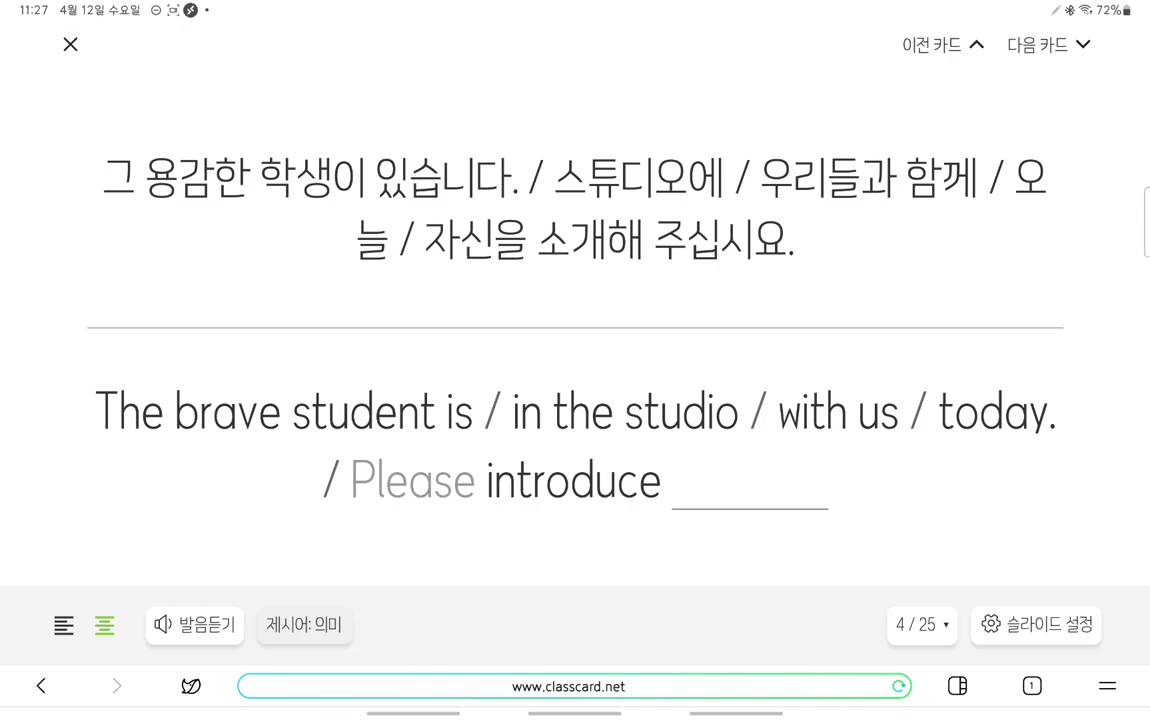 11:27 4월 12일 수요일 72%
이전 카드 다음 카드
그 용감한 학생이 있습니다. / 스튜디오에 / 우리들과 함께 / 오
늘 / 자신을 소개해 주십시요.
The brave student is / in the studio / with us / today.
/ Please introduce
발음듣기 제시어: 의미 4 / 25 슬라이드 설정
www.classcard.net 1